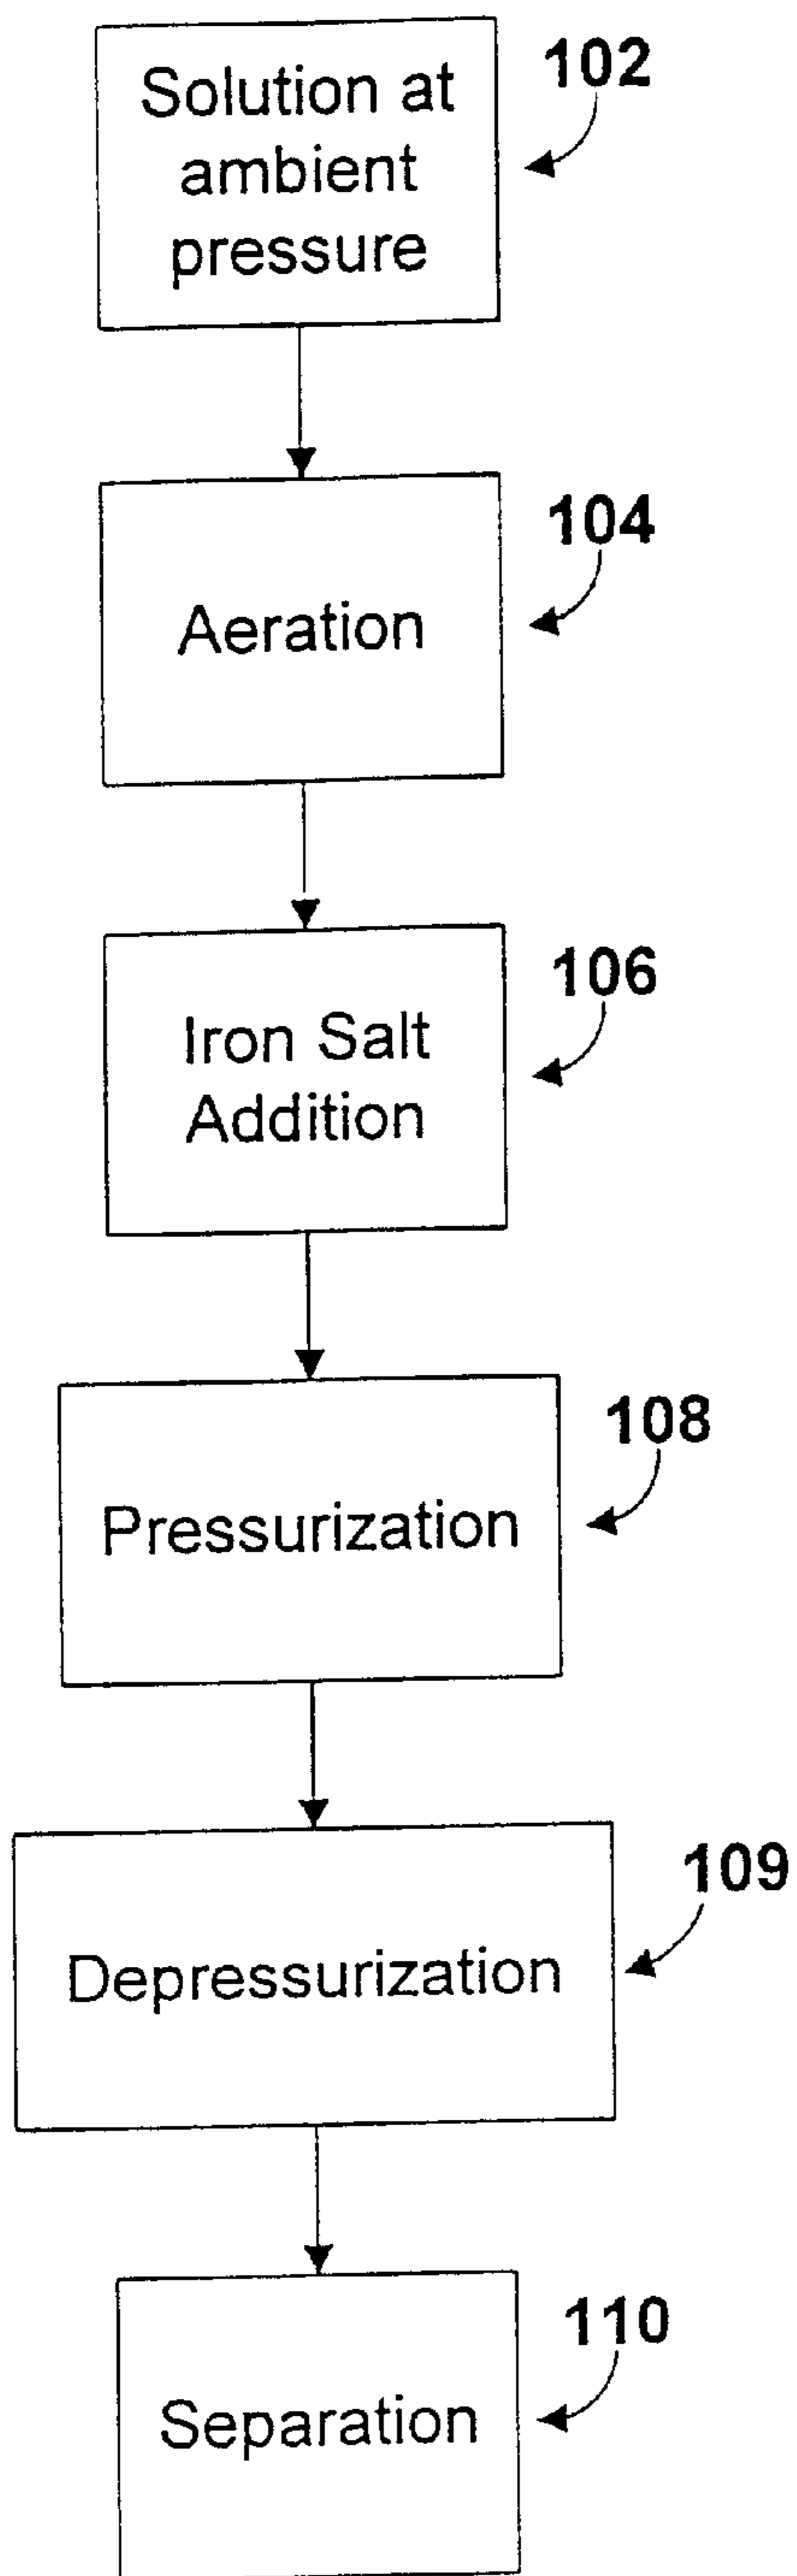 Solution at
ambient
pressure
102
Aeration
104
Iron Salt
Addition
106
Pressurization
108
Depressurization
109
Separation
110